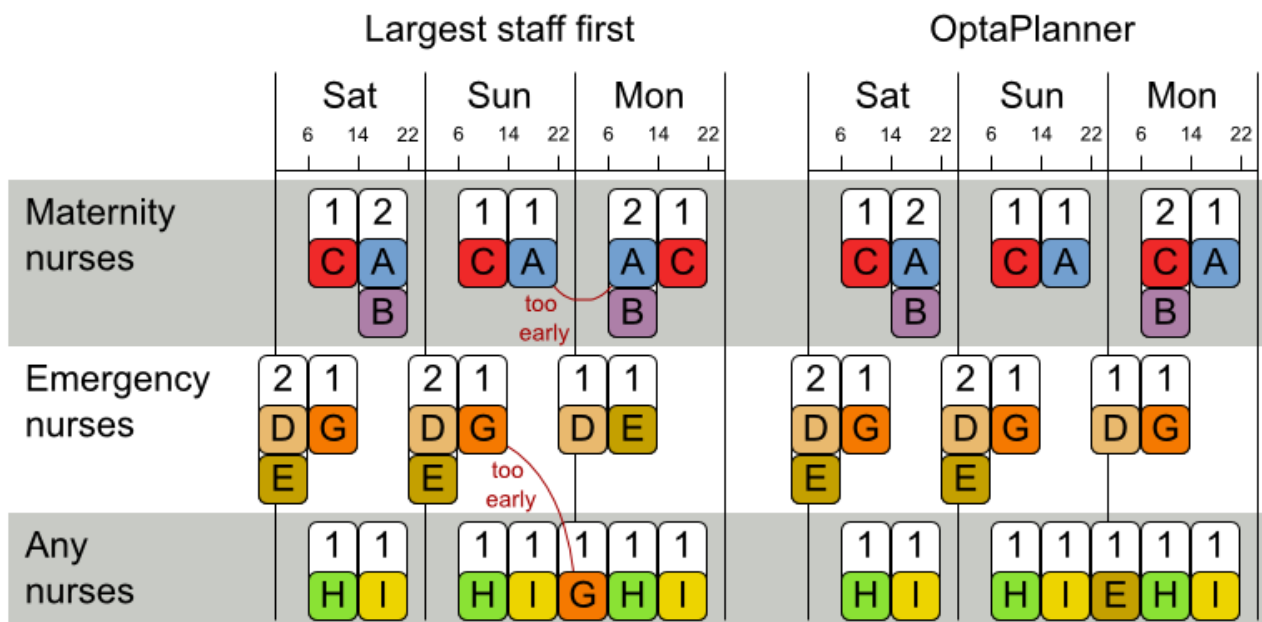 Largest staff first OptaPlanner
Sat Sun Mon Sat Sun Mon
6 14 22 6 14 22 6 14 22 6 14 22 6 14 22 6 14 22
Maternity 1 2 1 1 2 1 1 2 1 1 2 1
nurses C A C A A C C A C A C A
too B B B B
early
Emergency 2 1 2 1 1 1 2 1 2 1 1 1
nurses D G D G D E D G D G D G
E E too E E
early
Any 1 1 1 1 1 1 1 1 1 1 1 1 1 1
nurses H I H I G H I H I H I E H I